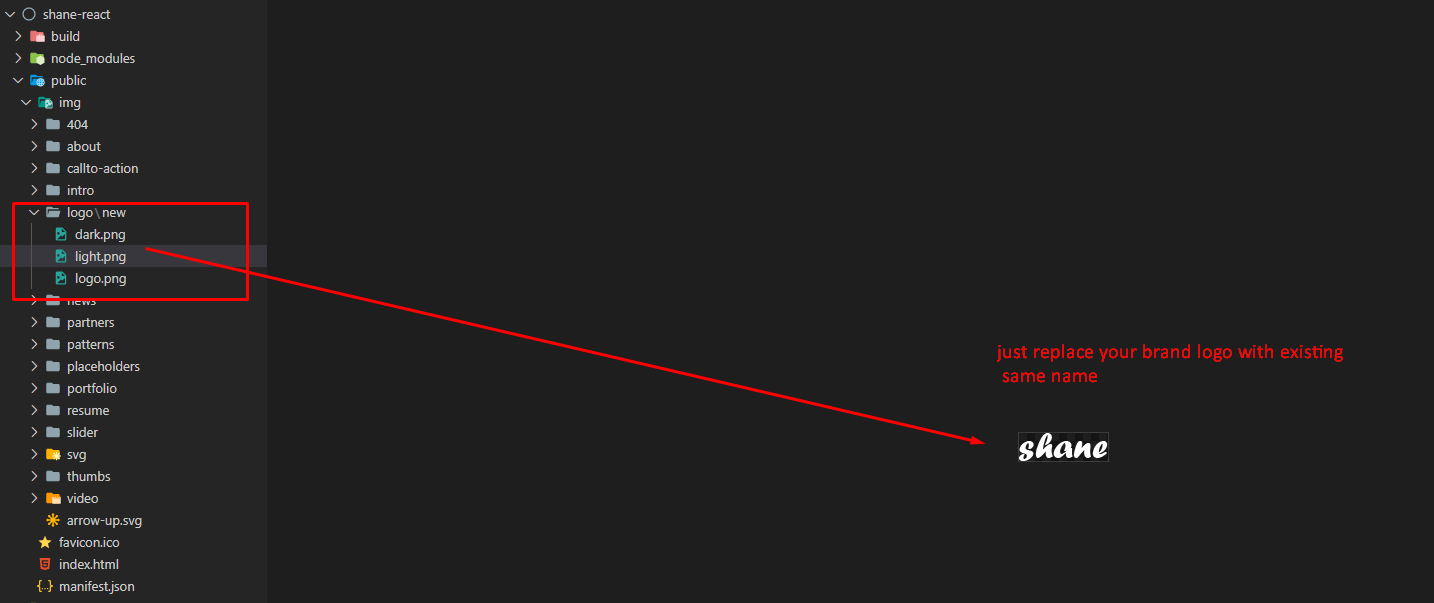 shane-react
build
node_modules
public
img
404
about
callto-action
intro
logo\new
dark.png
light.png
logo.png
news
partners
patterns
placeholders
portfolio
resume
slider
svg
thumbs
video
arrow-up.svg
favicon.ico
index.html
manifest.json
just replace your brand logo with existing
same name
shane